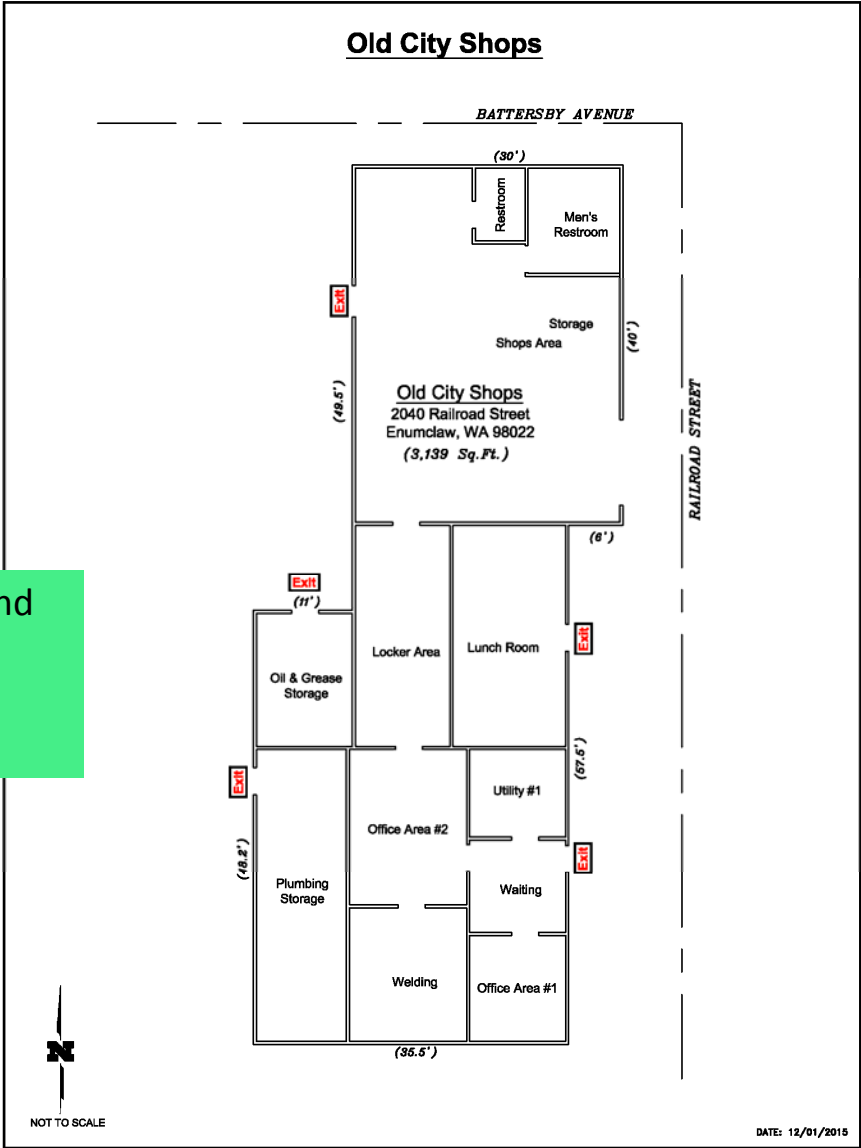 Old City Shops
BATTERSBY AVENUE
(30')
Restroom
Men's
Restroom
Exit
Storage
Shops Area
(40')
(49.5')
Old City Shops
2040 Railroad Street
Enumclaw, WA 98022
(3,139 Sq.Ft.)
RAILROAD STREET
(6')
Exit
(11')
nd
Locker Area
Lunch Room
Exit
Oil & Grease
Storage
Exit
(57.5')
Utility #1
Office Area #2
(48.2')
Exit
Plumbing
Storage
Waiting
Welding
Office Area #1
(35.5')
N
NOT TO SCALE
DATE: 12/01/2015